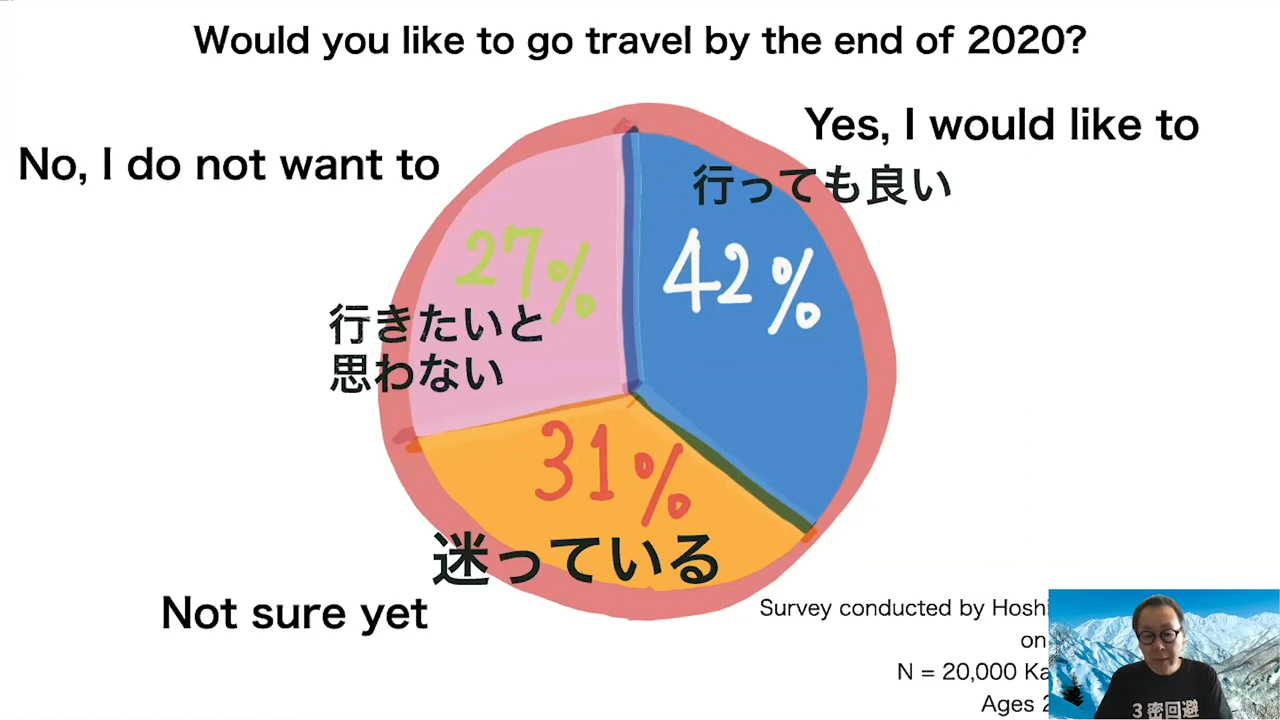 Would you like to go travel by the end of 2020?
Yes, I would like to
No, I do not want to
行っても良い
42%
27%
行きたいと
思わない
31%
迷っている
Not sure yet
Survey conducted by
on
N = 20,000
Ages
3密回避